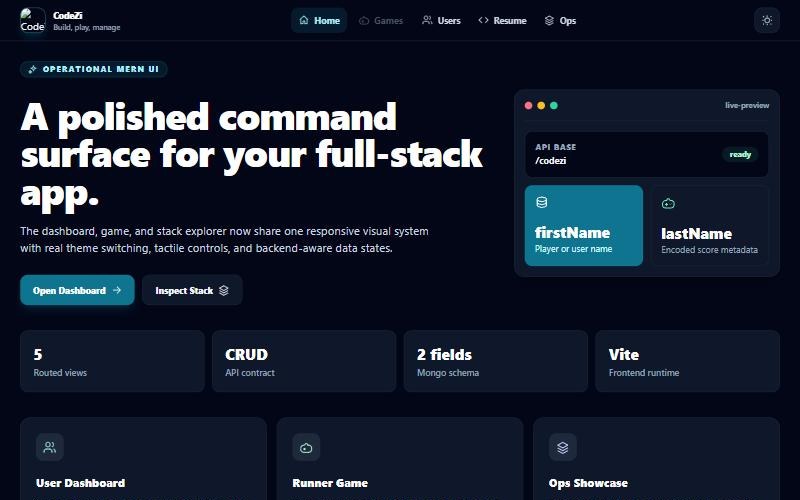 Code
CodeZi
Build, play, manage
Home
Games
Users
Resume
Ops
OPERATIONAL MERN UI
A polished command
surface for your full-stack
app.
The dashboard, game, and stack explorer now share one responsive visual system
with real theme switching, tactile controls, and backend-aware data states.
Open Dashboard
Inspect Stack
live-preview
API BASE
/codezi
ready
firstName
Player or user name
lastName
Encoded score metadata
5
Routed views
CRUD
API contract
2 fields
Mongo schema
Vite
Frontend runtime
User Dashboard
Runner Game
Ops Showcase